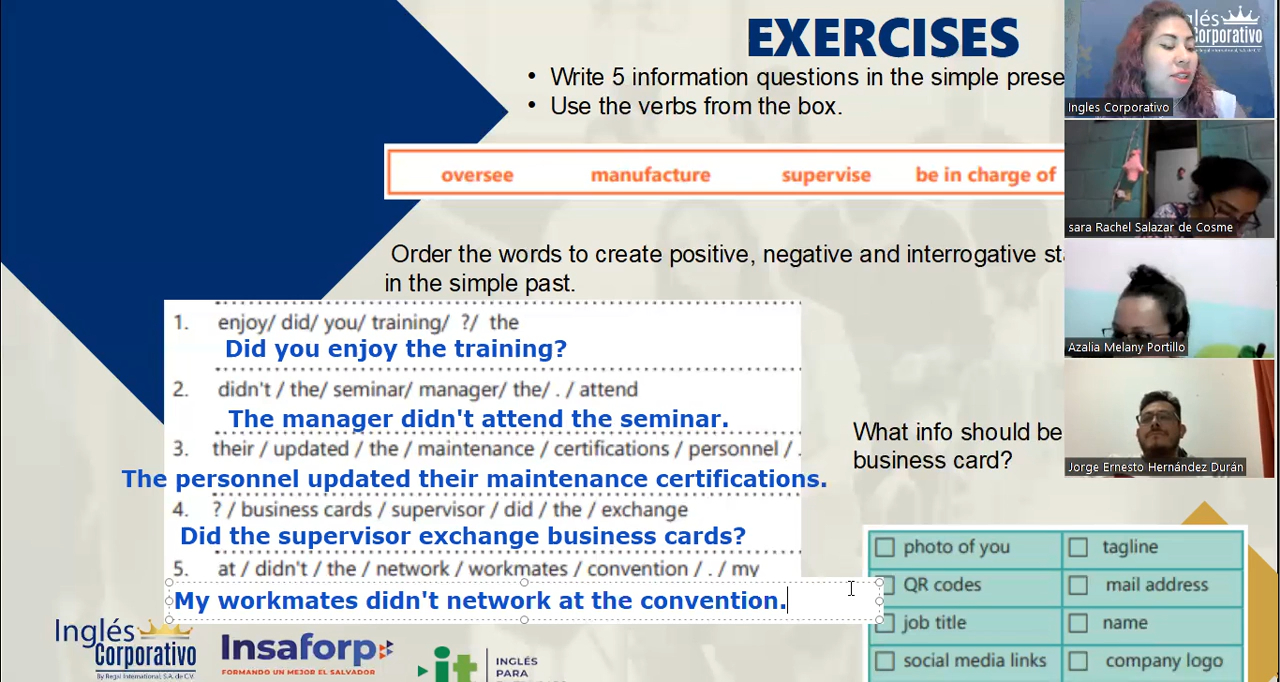 EXERCISES
• Write 5 information questions in the simple prese
• Use the verbs from the box.
oversee manufacture supervise be in charge of
Order the words to create positive, negative and interrogative st
in the simple past.
1. enjoy/ did/ you/ training/ ?/ the
Did you enjoy the training?
2. didn't / the/ seminar/ manager/ the/ . / attend
The manager didn't attend the seminar.
3. their / updated / the / maintenance / certifications / personnel / .
The personnel updated their maintenance certifications.
4. ? / business cards / supervisor / did / the / exchange
Did the supervisor exchange business cards?
5. at / didn't / the / network / workmates / convention / . / my
My workmates didn't network at the convention.
What info should be
business card?
photo of you tagline
QR codes mail address
job title name
social media links company logo
Inglés
Corporativo
By Regal International, S.A. de C.V.
Insaforp
FORMANDO UN MEJOR EL SALVADOR
it
INGLÉS
PARA
glés
orporativo
Ingles Corporativo
sara Rachel Salazar de Cosme
Azalia Melany Portillo
Jorge Ernesto Hernández Durán